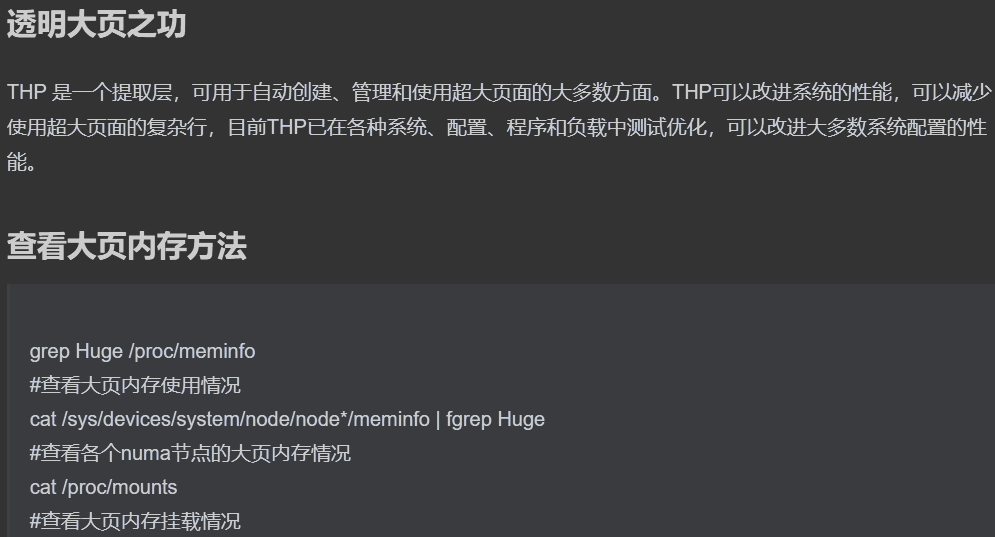 透明大页之功
THP 是一个提取层，可用于自动创建、管理和使用超大页面的大多数方面。THP可以改进系统的性能，可以减少
使用超大页面的复杂行，目前THP已在各种系统、配置、程序和负载中测试优化，可以改进大多数系统配置的性
能。
查看大页内存方法
grep Huge /proc/meminfo
#查看大页内存使用情况
cat /sys/devices/system/node/node*/meminfo | fgrep Huge
#查看各个numa节点的大页内存情况
cat /proc/mounts
#查看大页内存挂载情况